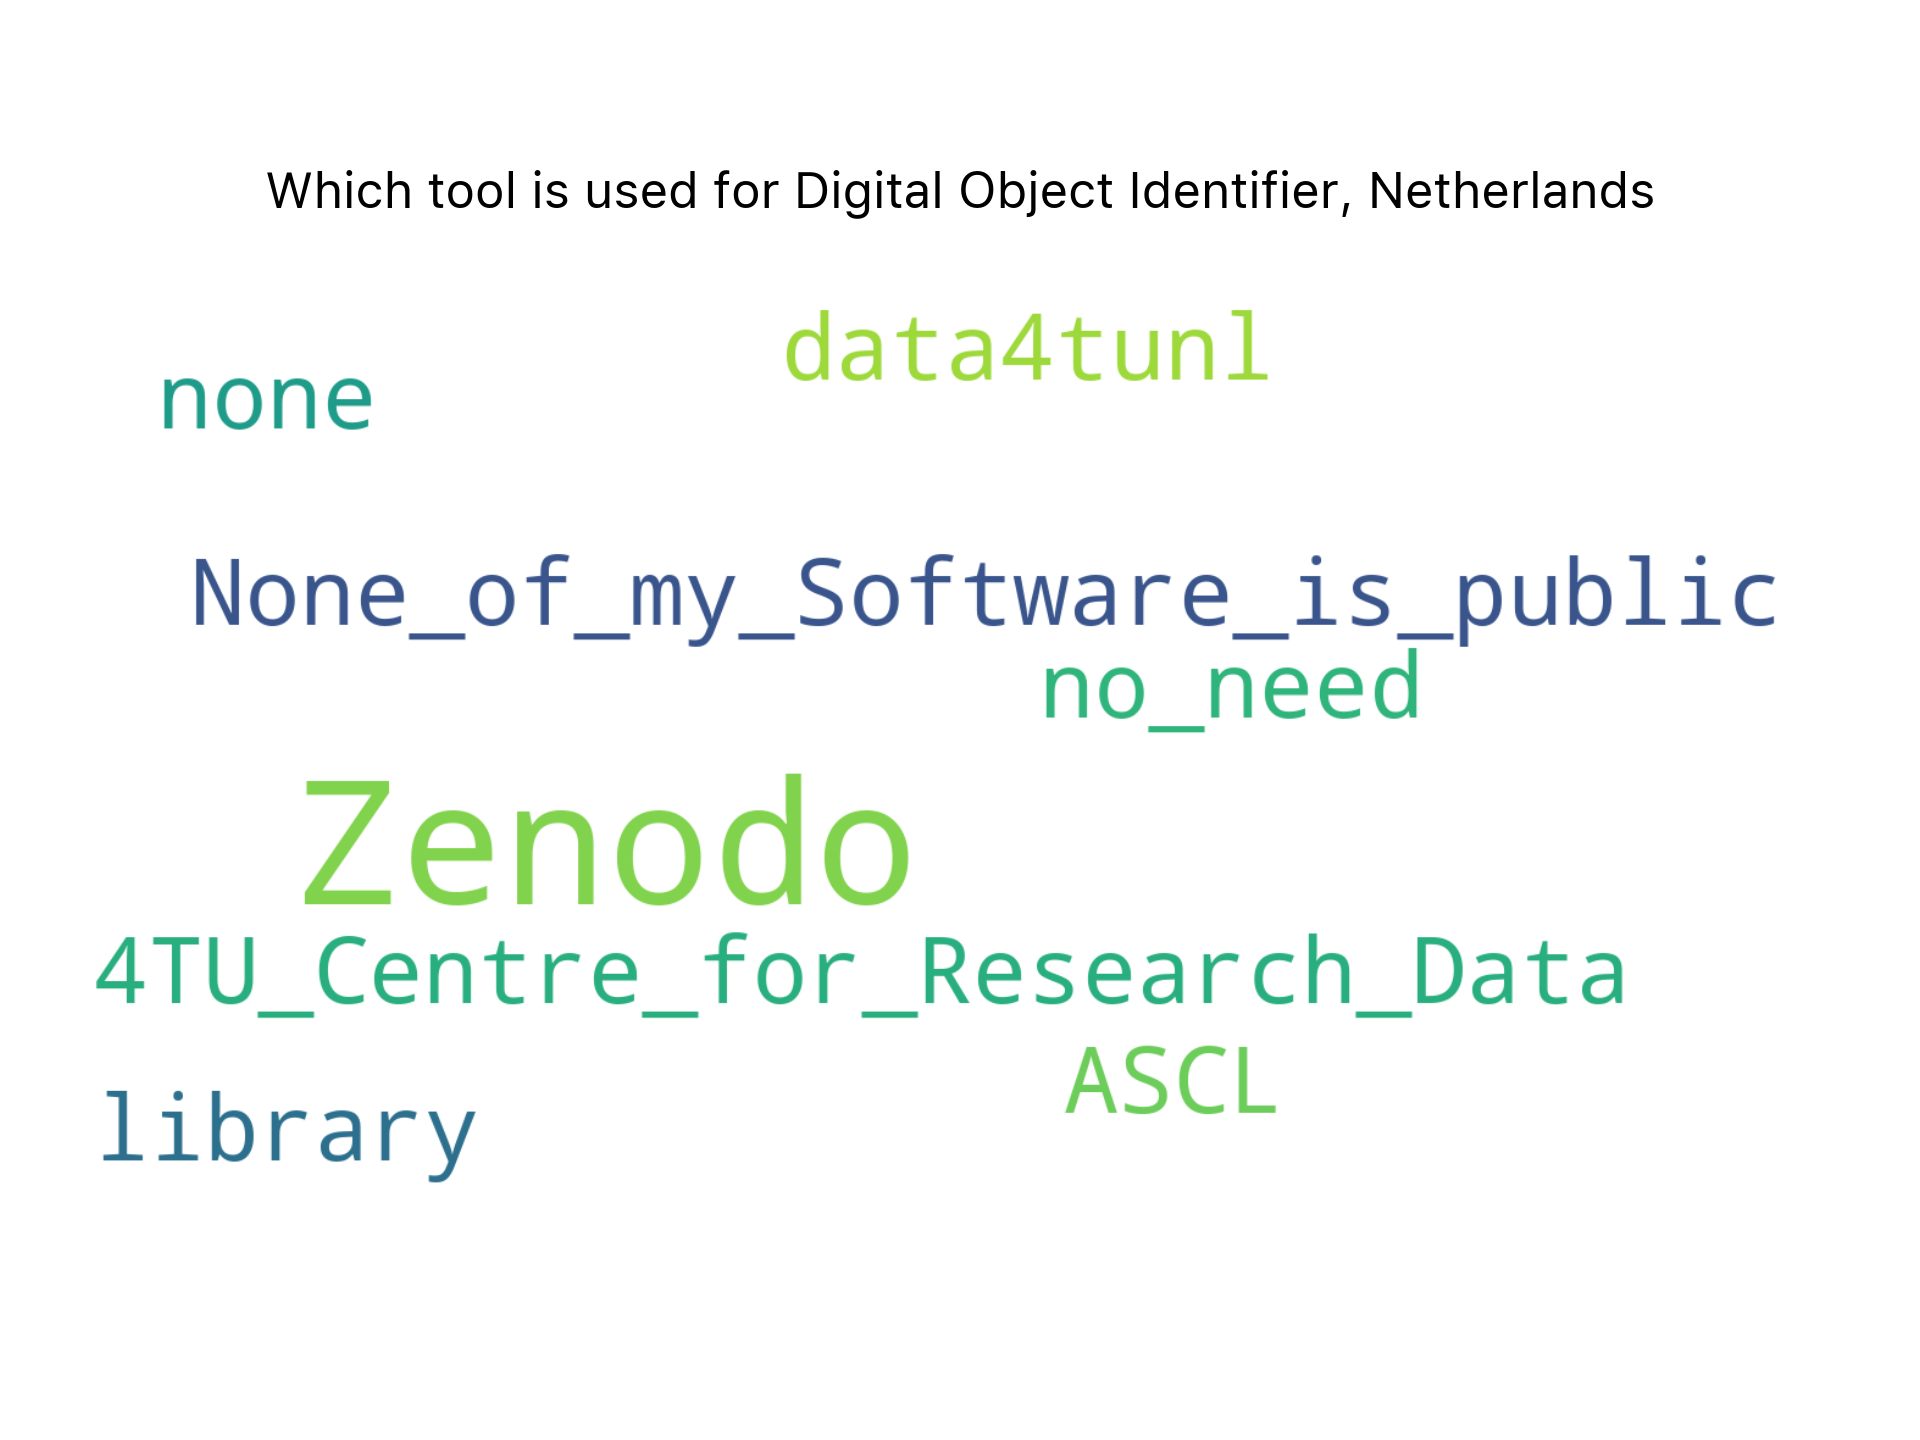 Which tool is used for Digital Object Identifier, Netherlands
data4tunl
none
None_of_my_Software_is_public
no_need
Zenodo
4TU_Centre_for_Research_Data
ASCL
library